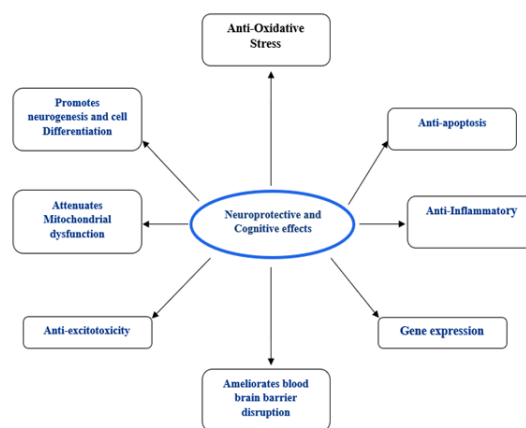 Anti-Oxidative
Stress
Promotes
neurogenesis and cell
Differentiation
Anti-apoptosis
Attenuates
Mitochondrial
dysfunction
Neuroprotective and
Cognitive effects
Anti-Inflammatory
Anti-excitotoxicity
Gene expression
Ameliorates blood
brain barrier
disruption